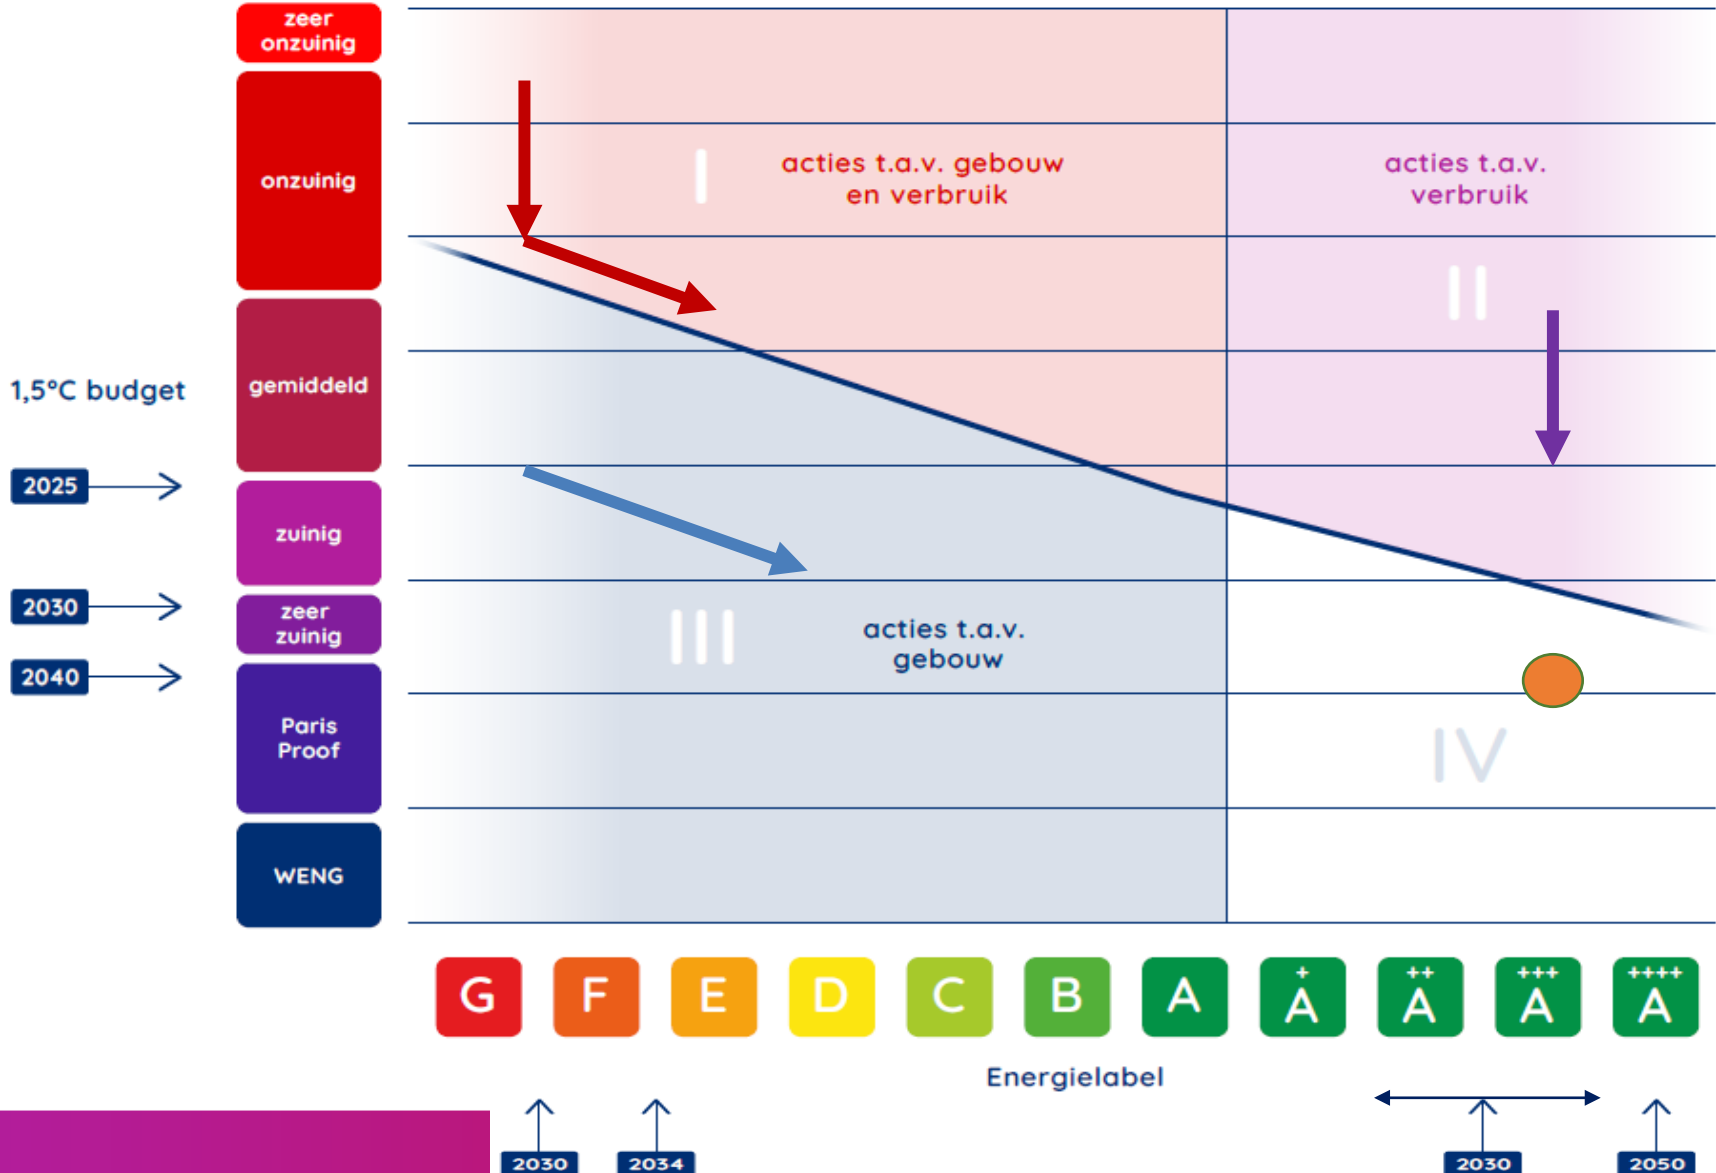 zeer
onzuinig
onzuinig
gemiddeld
zuinig
zeer
zuinig
Paris
Proof
WENG
1,5°C budget
2025
2030
2040
I
acties t.a.v. gebouw
en verbruik
acties t.a.v.
verbruik
II
III
acties t.a.v.
gebouw
IV
G F E D C B A A+ A++ A+++ A++++
Energielabel
2030 2034 2030 2050